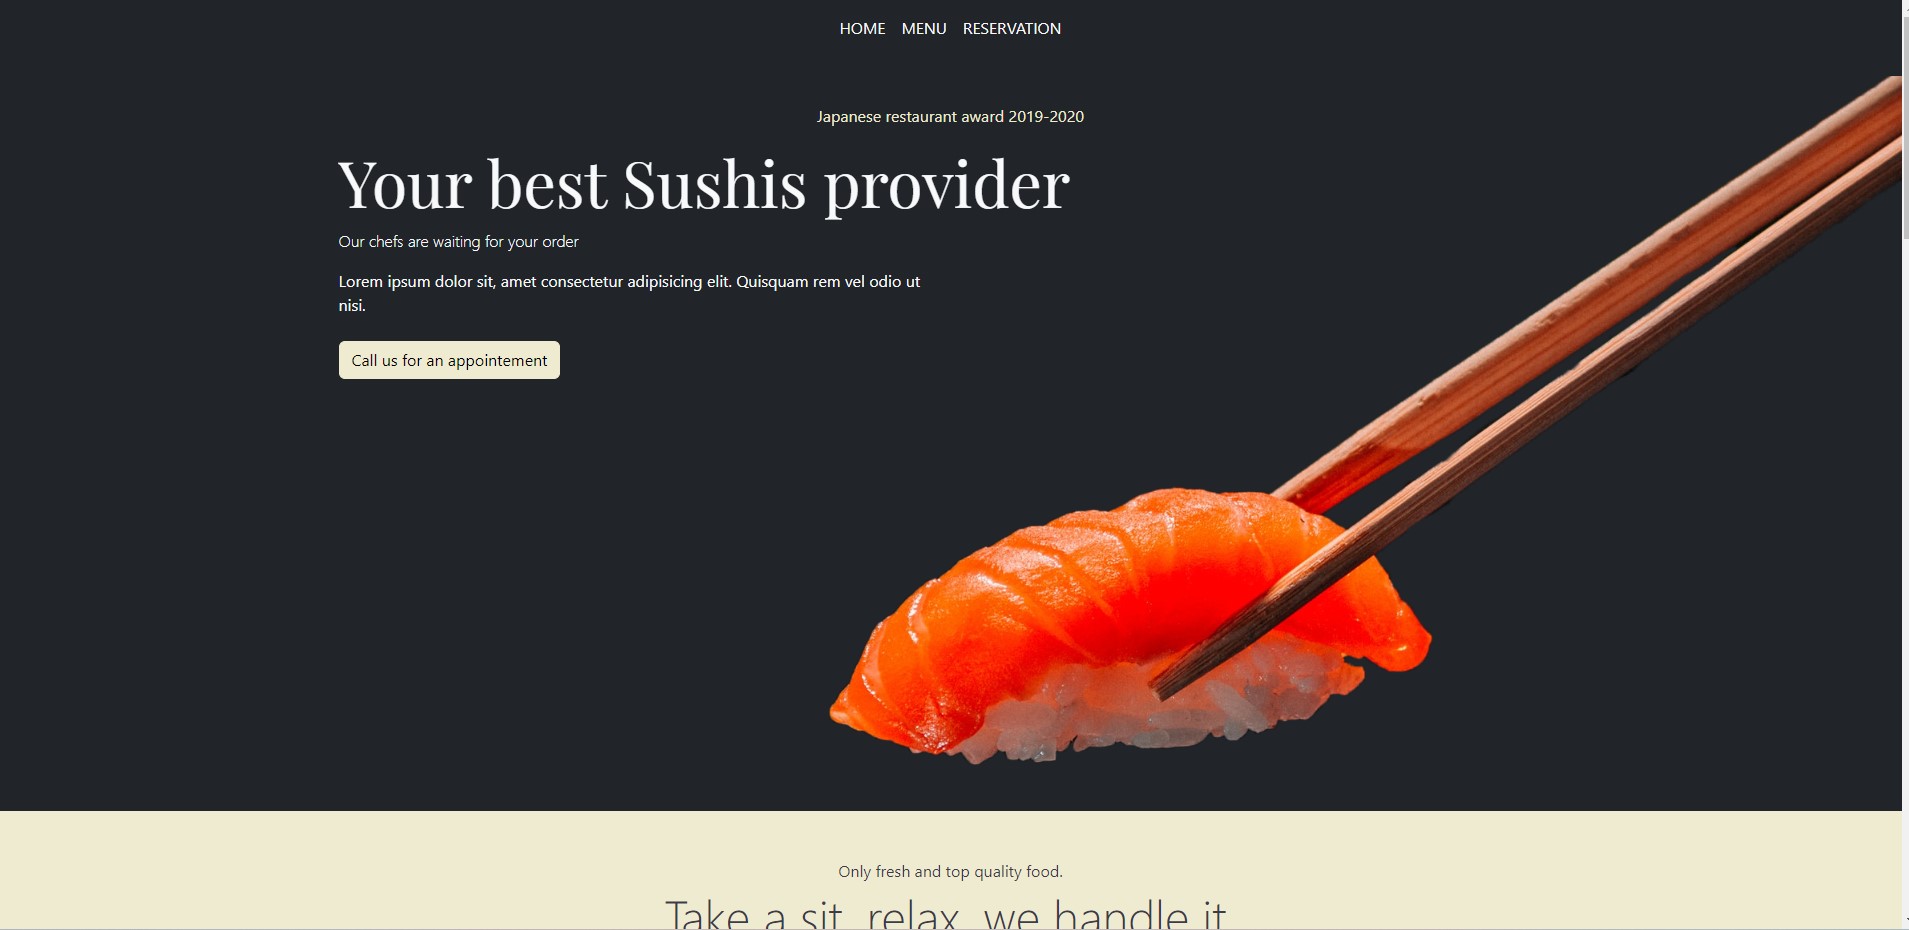 HOME MENU RESERVATION
Japanese restaurant award 2019-2020
Your best Sushis provider
Our chefs are waiting for your order
Lorem ipsum dolor sit, amet consectetur adipisicing elit. Quisquam rem vel odio ut
nisi.
Call us for an appointement
Only fresh and top quality food.
Take a sit, relax, we handle it